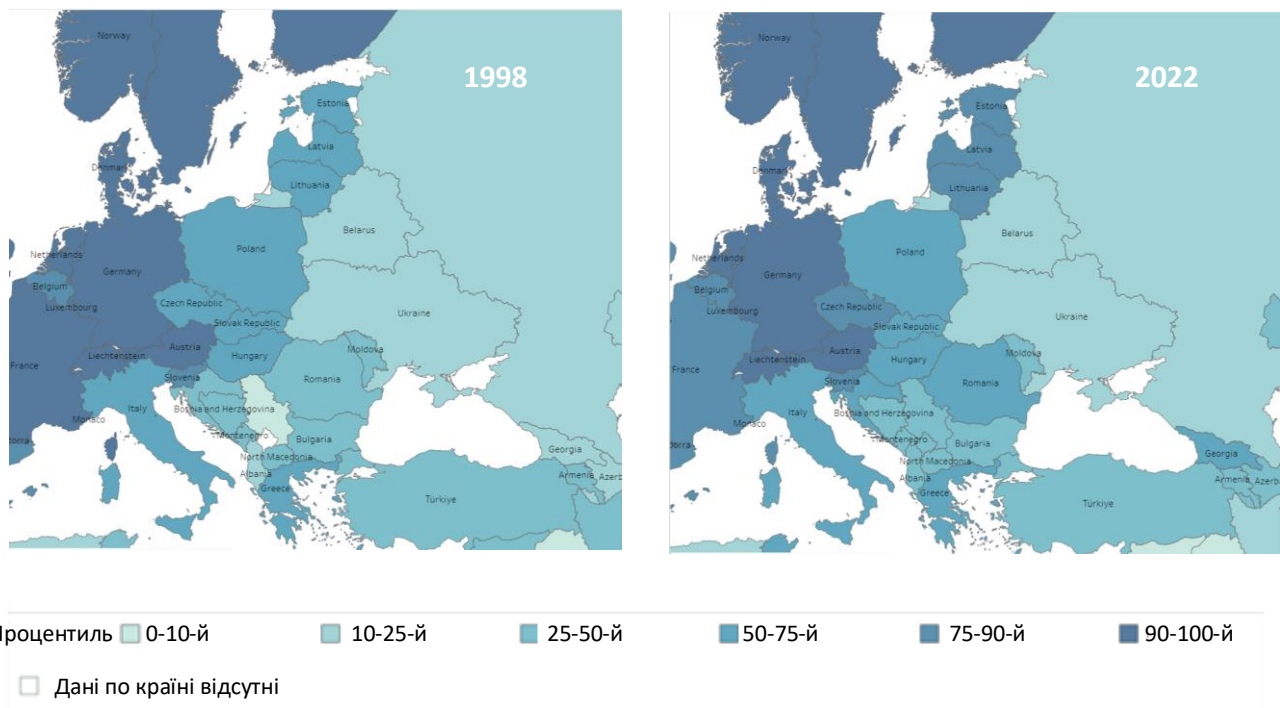 1998
Norway
Estonia
Latvia
Denmark
Lithuania
Belarus
Poland
Netherlands
Germany
Belgium
Czech Republic
Luxembourg
Ukraine
Slovak Republic
Austria
Moldova
Liechtenstein
Hungary
France
Slovenia
Romania
Italy
Bosnia and Herzegovina
Monaco
Montenegro
Bulgaria
orra
Georgia
North Macedonia
Albania
Armenia
Azerb
Greece
Türkiye
2022
Norway
Estonia
Latvia
Denmark
Lithuania
Belarus
Poland
Netherlands
Germany
Belgium
Czech Republic
Luxembourg
Ukraine
Slovak Republic
Austria
Moldova
Liechtenstein
Hungary
France
Slovenia
Romania
Italy
Bosnia and Herzegovina
Monaco
Montenegro
Bulgaria
orra
Georgia
North Macedonia
Albania
Armenia
Azerba
Greece
Türkiye
Процентиль 0-10-й 10-25-й 25-50-й 50-75-й 75-90-й 90-100-й
Дані по країні відсутні